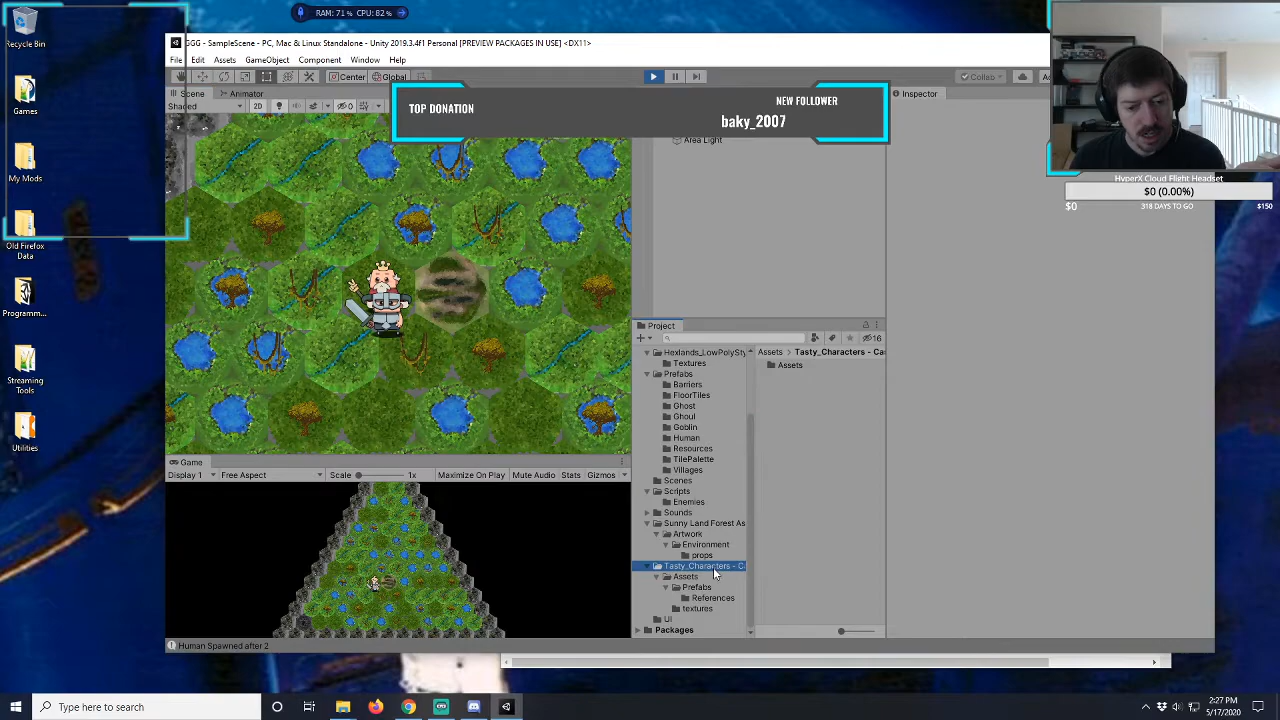 RAM: 71% CPU: 82%
Recycle Bin
Games
My Mods
Old Firefox
Data
Programm...
Streaming
Tools
Utilities
GGG - SampleScene - PC, Mac & Linux Standalone - Unity 2019.3.4f1 Personal [PREVIEW PACKAGES IN USE] <DX11>
File Edit Assets GameObject Component Window Help
Center Global
Collab
Scene Animator
Inspector
Shaded 2D
TOP DONATION
NEW FOLLOWER
baky_2007
Area Light
HyperX Cloud Flight Headset
$0 (0.00%)
$0 318 DAYS TO GO $150
Project
16
Hexlands_LowPolySty
Textures
Prefabs
Barriers
FloorTiles
Ghost
Ghoul
Goblin
Human
Resources
TilePalette
Villages
Scenes
Scripts
Enemies
Sounds
Sunny Land Forest As
Artwork
Environment
props
Tasty_Characters - Ca
Assets
Prefabs
References
textures
UI
Packages
Assets Tasty_Characters - Ca
Assets
Game
Display 1 Free Aspect Scale 1x Maximize On Play Mute Audio Stats Gizmos
Human Spawned after 2
Type here to search
2:27 PM
5/17/2020